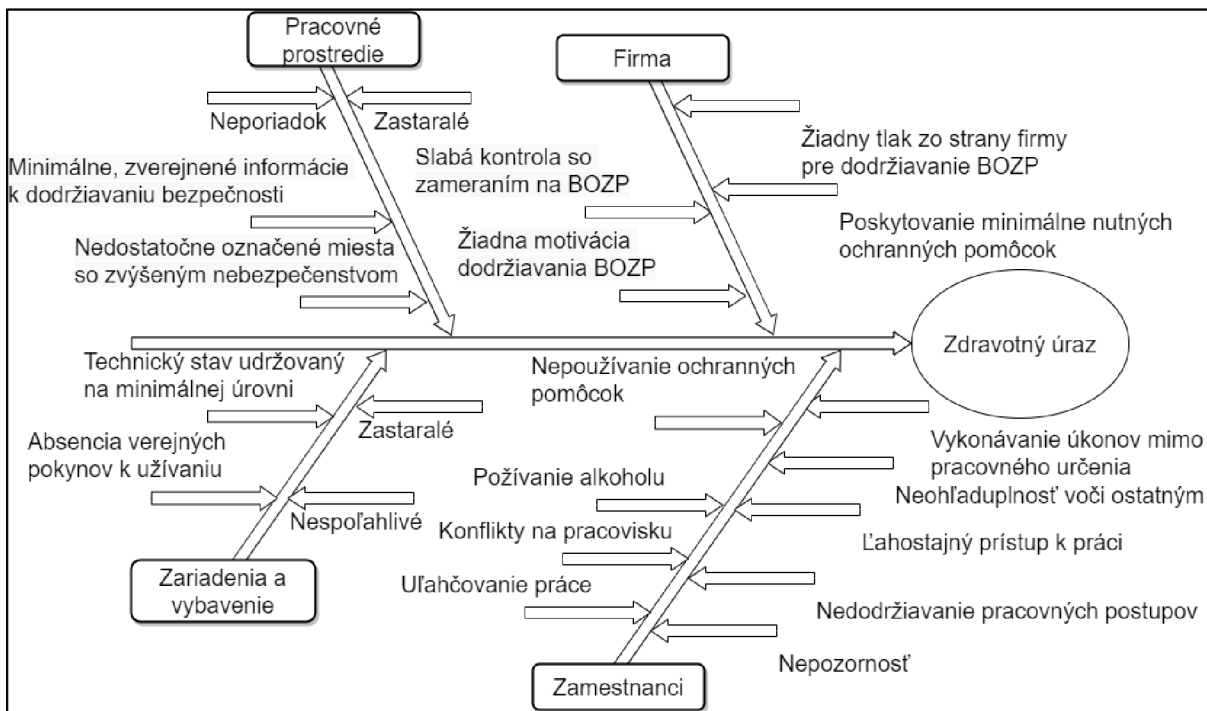 Pracovné
prostredie
Firma
Neporiadok
Zastaralé
Žiadny tlak zo strany firmy
pre dodržiavanie BOZP
Minimálne, zverejnené informácie
k dodržiavaniu bezpečnosti
Slabá kontrola so
zameraním na BOZP
Poskytovanie minimálne nutných
ochranných pomôcok
Nedostatočne označené miesta
so zvýšeným nebezpečenstvom
Žiadna motivácia
dodržiavania BOZP
Zdravotný úraz
Technický stav udržovaný
na minimálnej úrovni
Nepoužívanie ochranných
pomôcok
Zastaralé
Absencia verejných
pokynov k užívaniu
Vykonávanie úkonov mimo
pracovného určenia
Požívanie alkoholu
Neohľaduplnosť voči ostatným
Nespoľahlivé
Konflikty na pracovisku
Ľahostajný prístup k práci
Uľahčovanie práce
Zariadenia a
vybavenie
Nedodržiavanie pracovných postupov
Nepozornosť
Zamestnanci